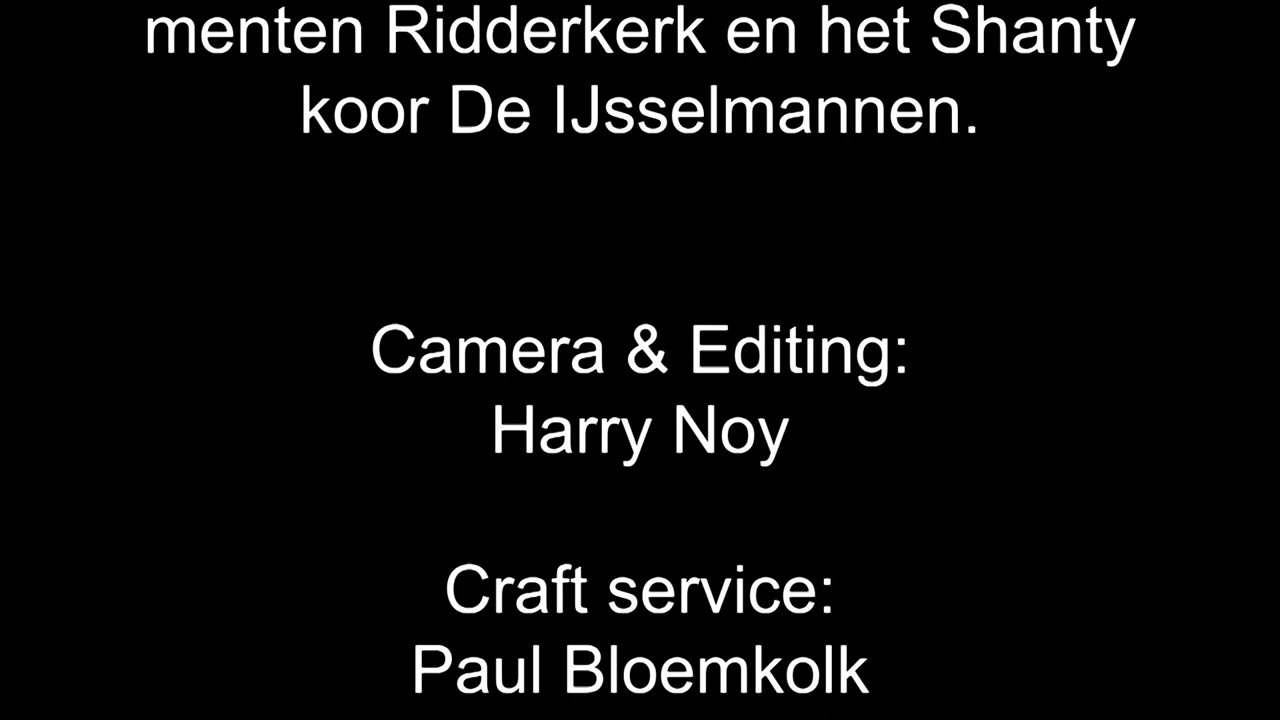 menten Ridderkerk en het Shanty
koor De IJsselmannen.
Camera & Editing:
Harry Noy
Craft service:
Paul Bloemkolk